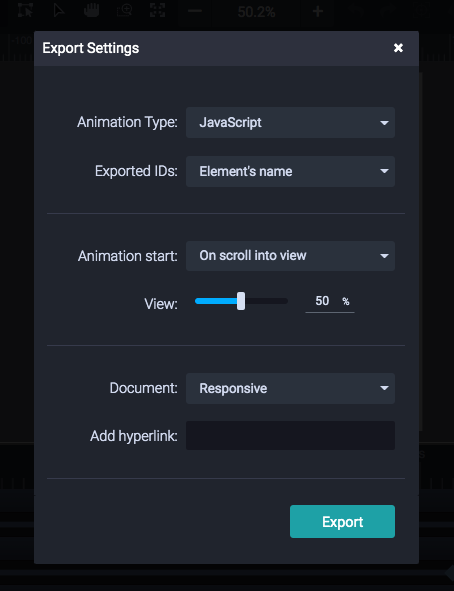 50.2%
-100
Export Settings
Animation Type: JavaScript
Exported IDs: Element's name
Animation start: On scroll into view
View: 50 %
Document: Responsive
Add hyperlink:
Export